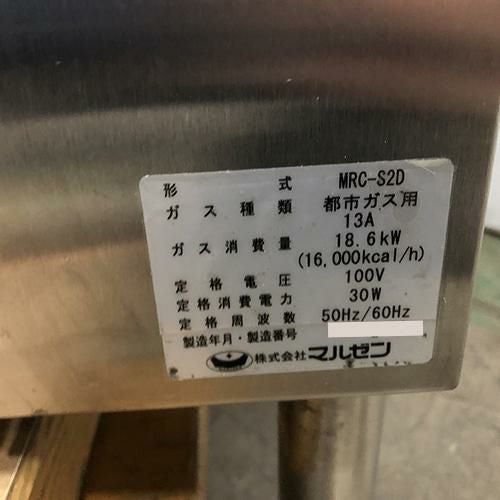 形式 MRC-S2D
ガス種類 都市ガス用
13A
ガス消費量 18.6kW
(16,000kcal/h)
定格電圧 100V
定格消費電力 30W
定格周波数 50Hz/60Hz
製造年月・製造番号
株式会社マルゼン